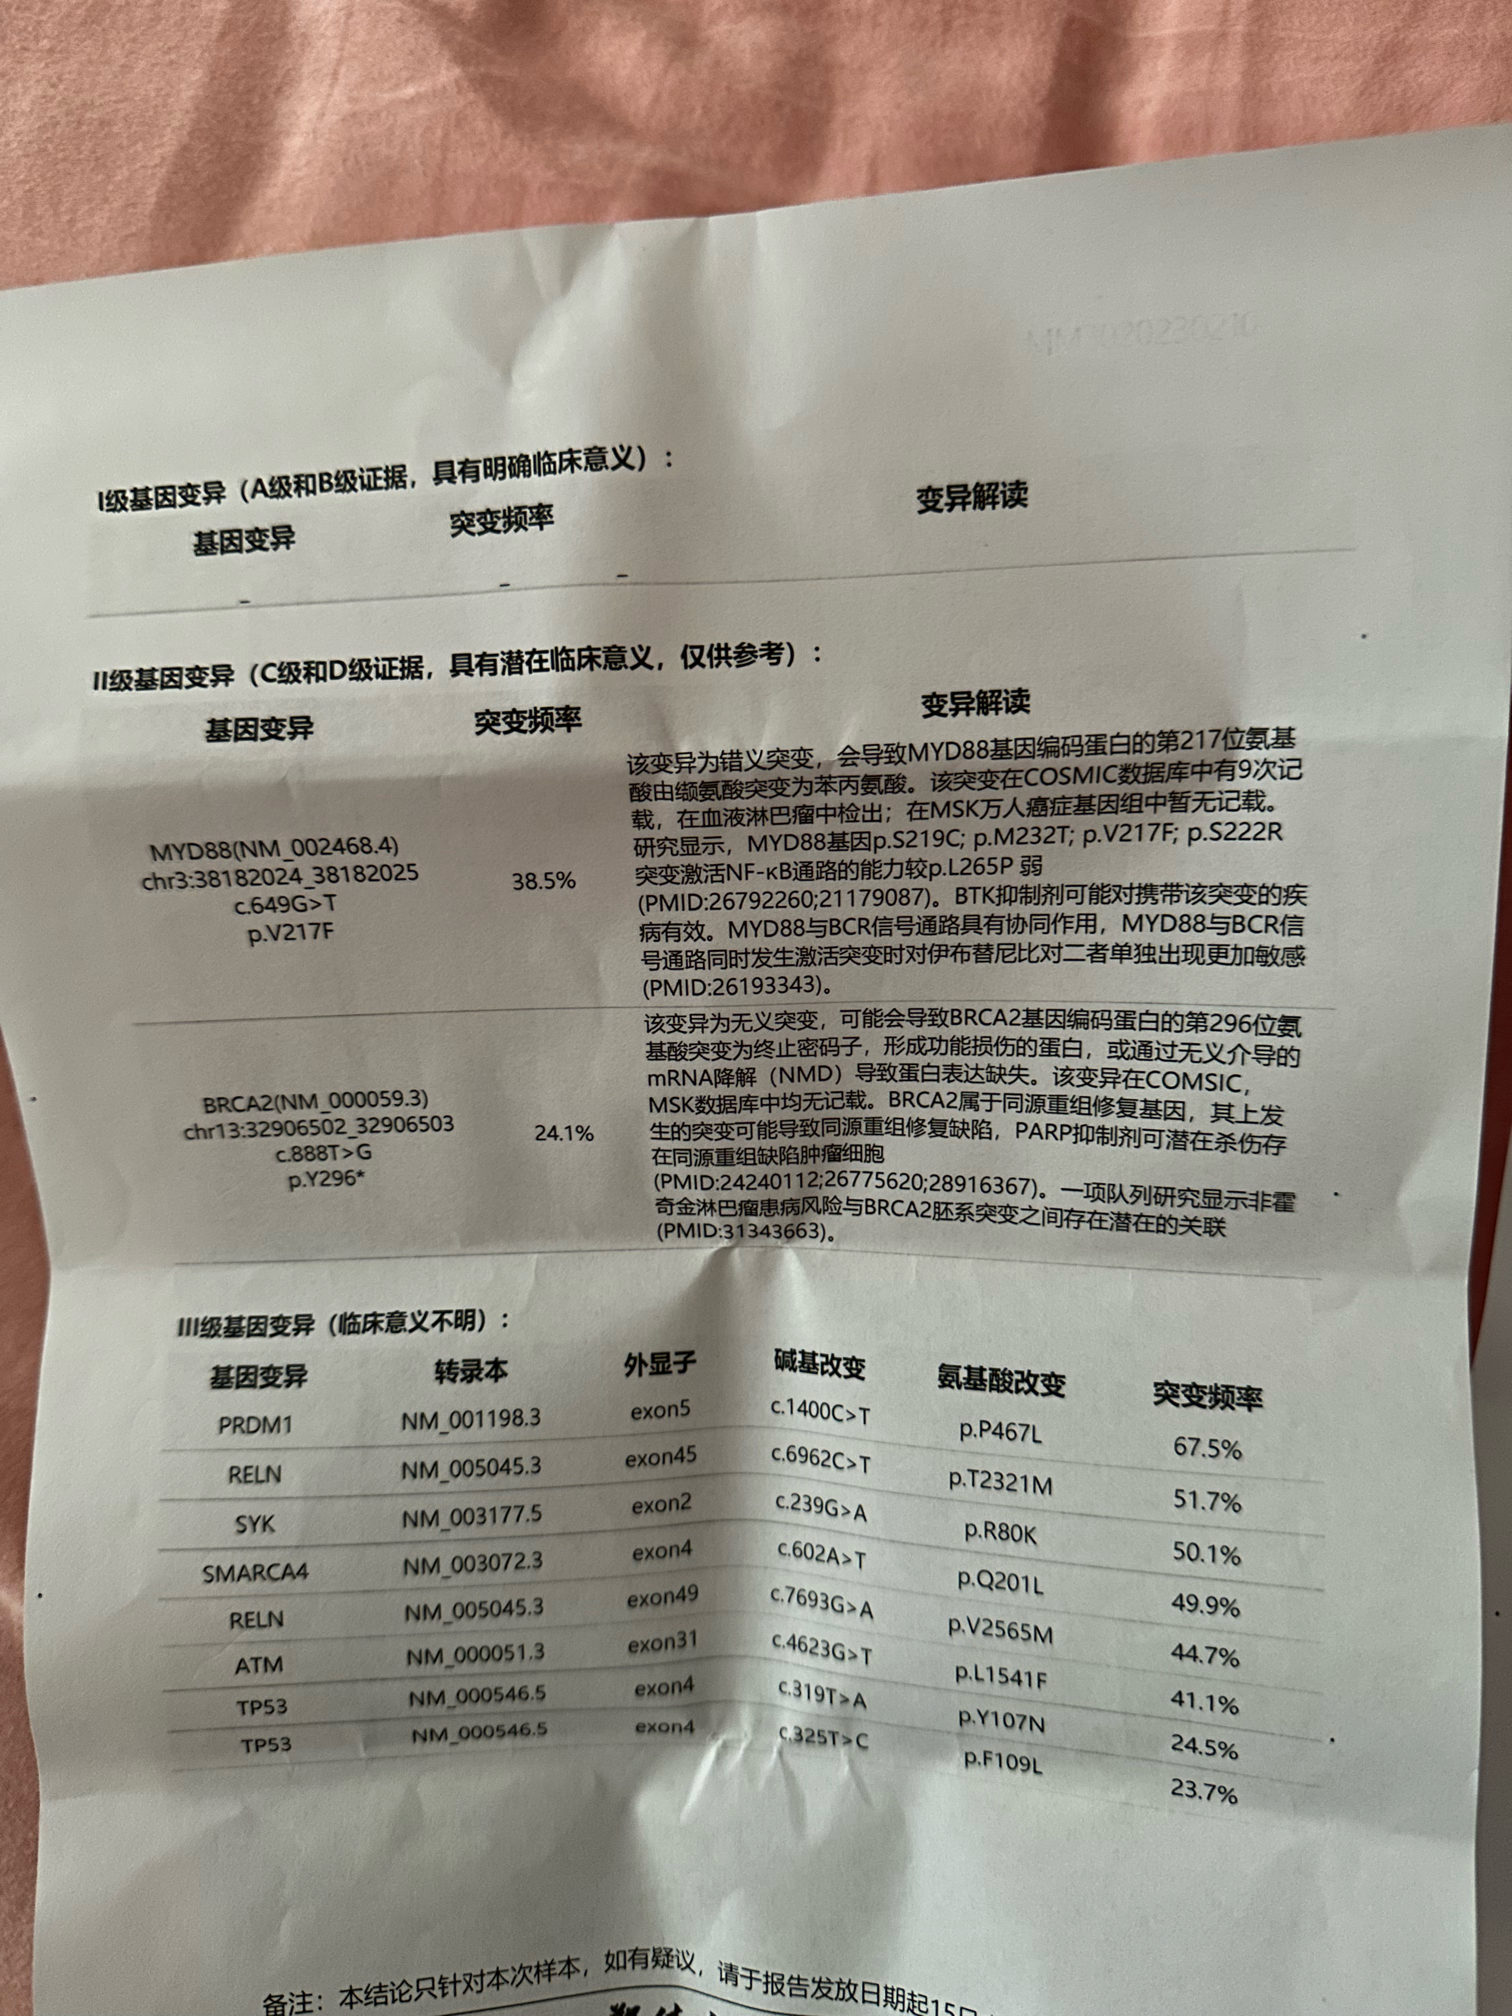 I级基因变异（A级和B级证据，具有明确临床意义）：
基因变异 突变频率 变异解读
- - -
II级基因变异（C级和D级证据，具有潜在临床意义，仅供参考）：
基因变异 突变频率 变异解读
MYD88(NM_002468.4)
chr3:38182024_38182025
c.649G>T
p.V217F
38.5%
该变异为错义突变，会导致MYD88基因编码蛋白的第217位氨基
酸由缬氨酸突变为苯丙氨酸。该突变在COSMIC数据库中有9次记
载，在血液淋巴瘤中检出；在MSK万人癌症基因组中暂无记载。
研究显示，MYD88基因p.S219C; p.M232T; p.V217F; p.S222R
突变激活NF-κB通路的能力较p.L265P 弱
(PMID:26792260;21179087)。BTK抑制剂可能对携带该突变的疾
病有效。MYD88与BCR信号通路具有协同作用，MYD88与BCR信
号通路同时发生激活突变时对伊布替尼比对二者单独出现更加敏感
(PMID:26193343)。
BRCA2(NM_000059.3)
chr13:32906502_32906503
c.888T>G
p.Y296*
24.1%
该变异为无义突变，可能会导致BRCA2基因编码蛋白的第296位氨
基酸突变为终止密码子，形成功能损伤的蛋白，或通过无义介导的
mRNA降解（NMD）导致蛋白表达缺失。该变异在COMSIC，
MSK数据库中均无记载。BRCA2属于同源重组修复基因，其上发
生的突变可能导致同源重组修复缺陷，PARP抑制剂可潜在杀伤存
在同源重组缺陷肿瘤细胞
(PMID:24240112;26775620;28916367)。一项队列研究显示非霍
奇金淋巴瘤患病风险与BRCA2胚系突变之间存在潜在的关联
(PMID:31343663)。
III级基因变异（临床意义不明）：
基因变异 转录本 外显子 碱基改变 氨基酸改变 突变频率
PRDM1 NM_001198.3 exon5 c.1400C>T p.P467L 67.5%
RELN NM_005045.3 exon45 c.6962C>T p.T2321M 51.7%
SYK NM_003177.5 exon2 c.239G>A p.R80K 50.1%
SMARCA4 NM_003072.3 exon4 c.602A>T p.Q201L 49.9%
RELN NM_005045.3 exon49 c.7693G>A p.V2565M 44.7%
ATM NM_000051.3 exon31 c.4623G>T p.L1541F 41.1%
TP53 NM_000546.5 exon4 c.319T>A p.Y107N 24.5%
TP53 NM_000546.5 exon4 c.325T>C p.F109L 23.7%
备注：本结论只针对本次样本，如有疑议，请于报告发放日期起15日